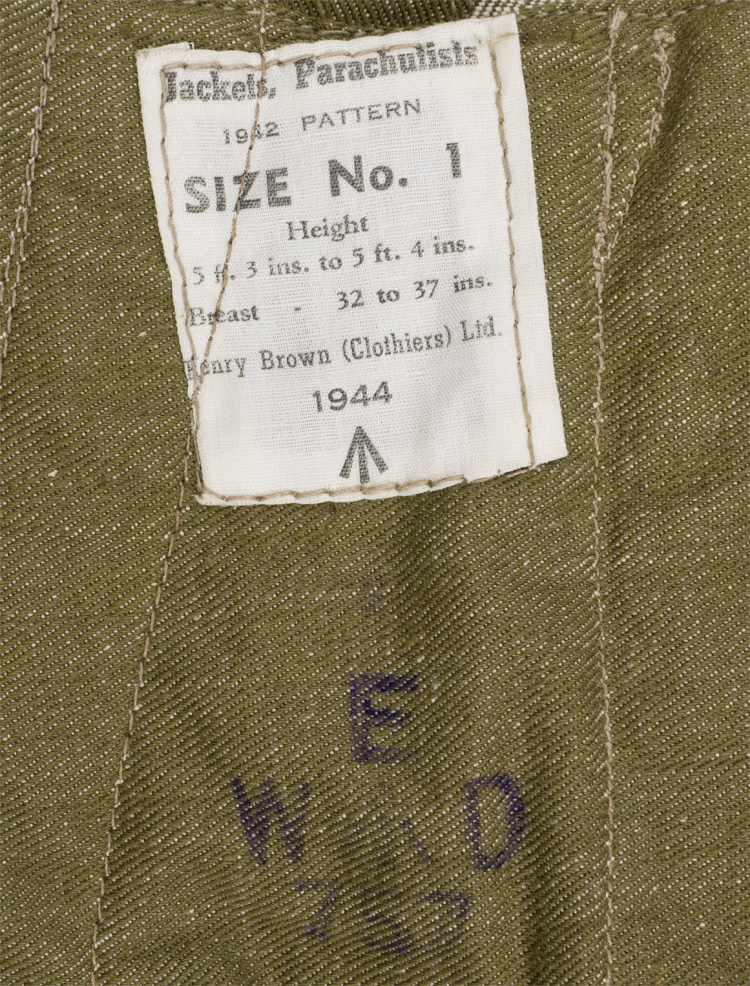 Jackets, Parachutists'
1942 PATTERN
SIZE No. 1
Height
5 ft. 3 ins. to 5 ft. 4 ins.
Breast - 32 to 37 ins.
Henry Brown (Clothiers) Ltd.
1944
E
W D